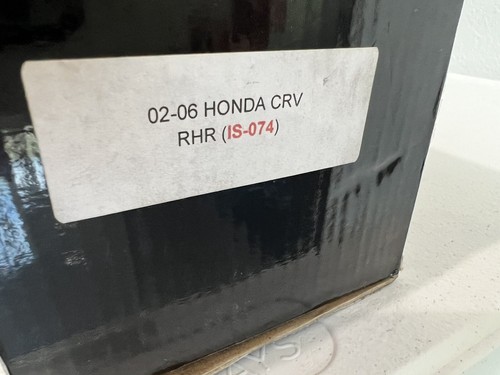 02-06 HONDA CRV
RHR (IS-074)